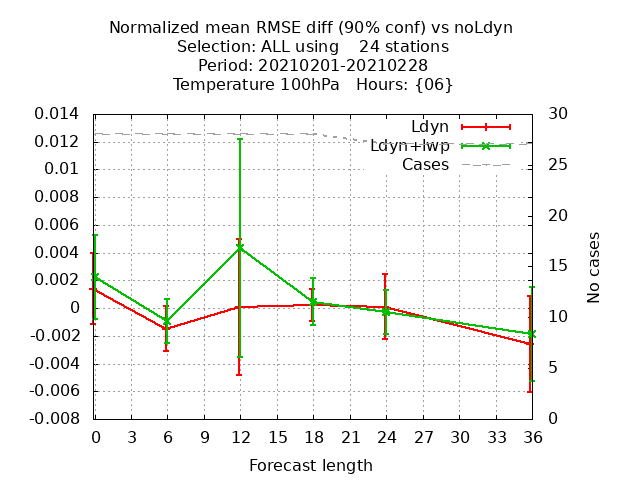 Normalized mean RMSE diff (90% conf) vs noLdyn
Selection: ALL using    24 stations
Period: 20210201-20210228
Temperature 100hPa   Hours: {06}
0.014
0.012
0.01
0.008
0.006
0.004
0.002
0
-0.002
-0.004
-0.006
-0.008
Ldyn
Ldyn+lwp
Cases
30
25
20
15
10
5
0
No cases
0 3 6 9 12 15 18 21 24 27 30 33 36
Forecast length